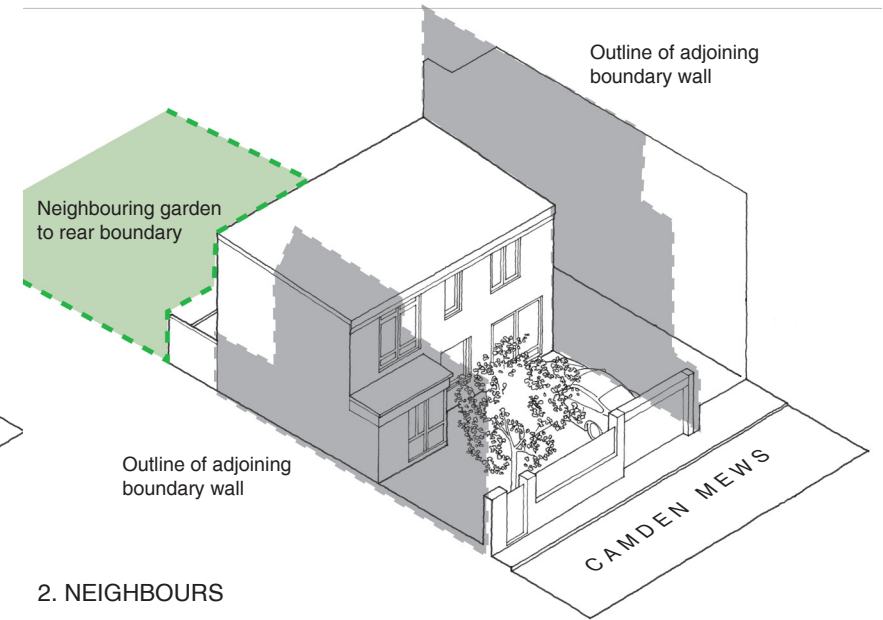 Outline of adjoining
boundary wall
Neighbouring garden
to rear boundary
Outline of adjoining
boundary wall
CAMDEN MEWS
2. NEIGHBOURS